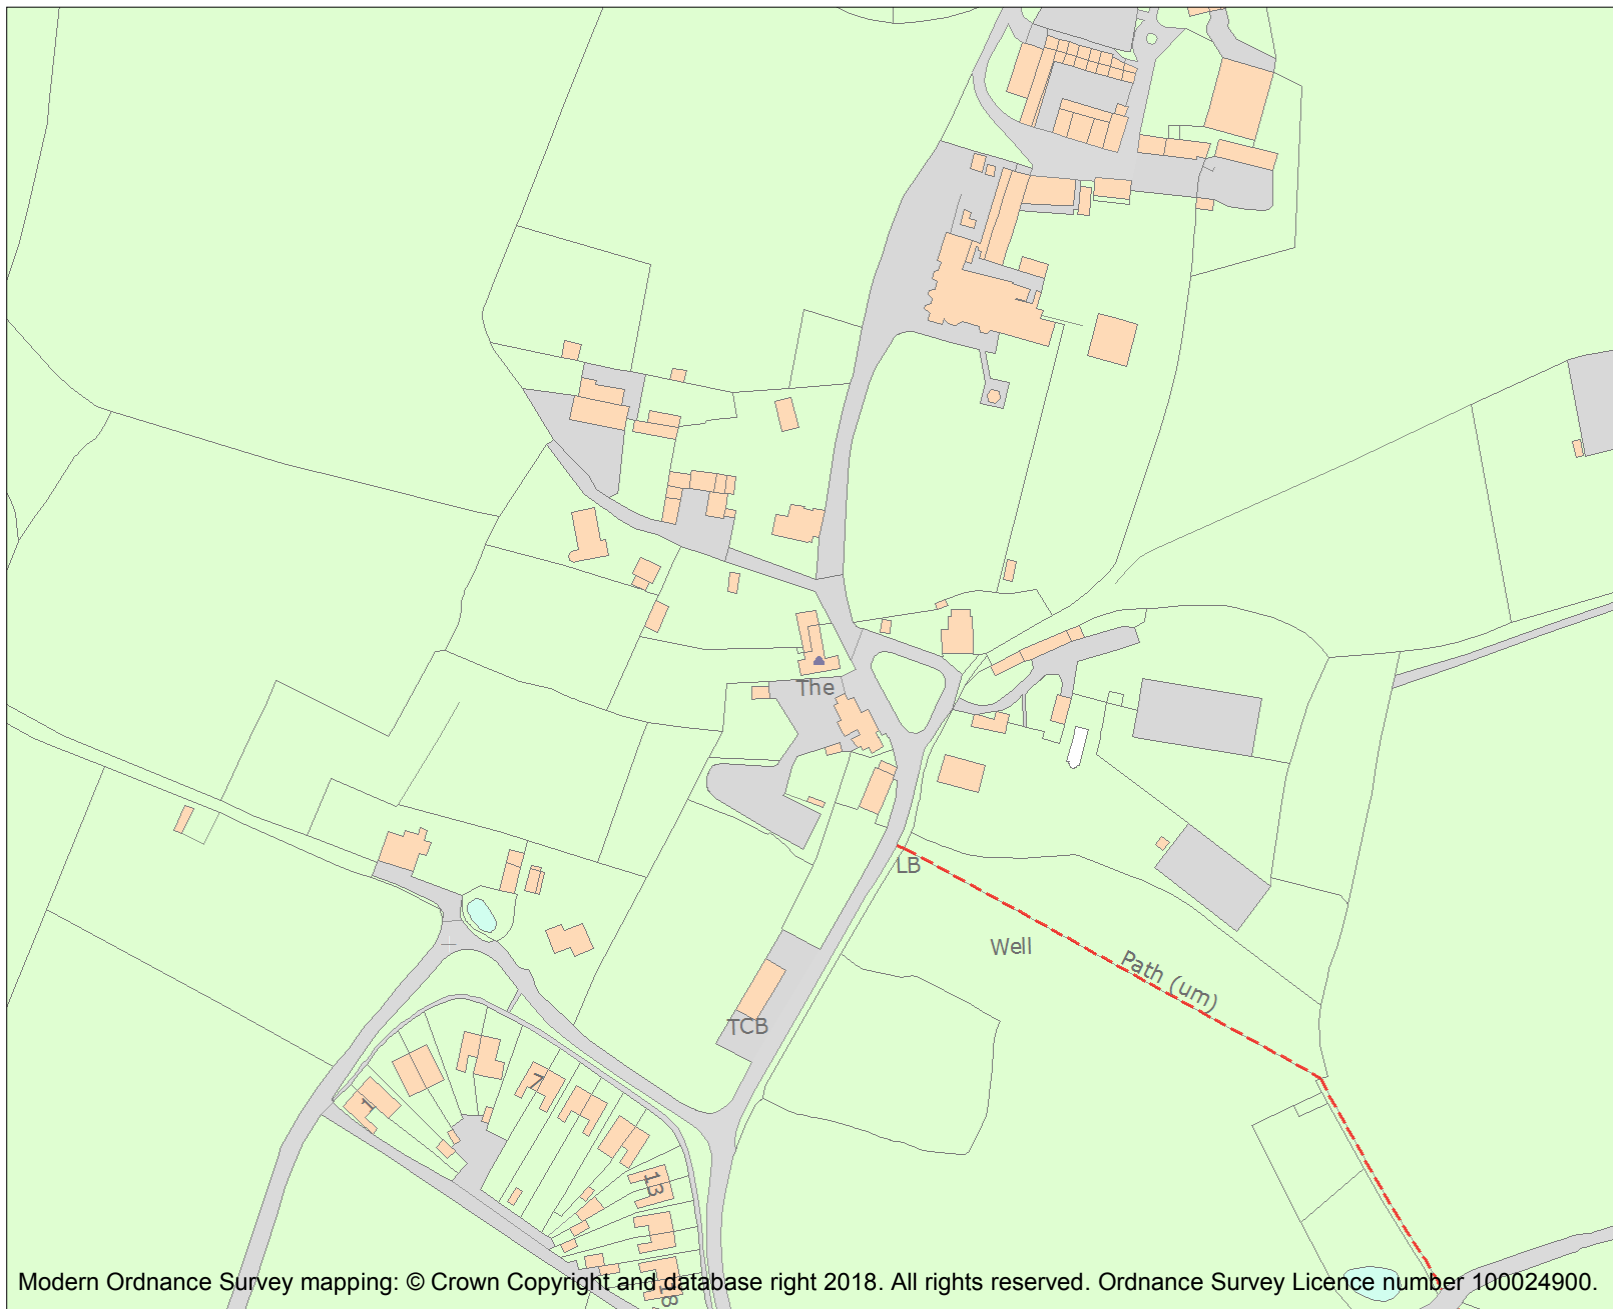 The
LB
Well
Path (um)
TCB
7
1
13
18
Modern Ordnance Survey mapping: © Crown Copyright and database right 2018. All rights reserved. Ordnance Survey Licence number 100024900.